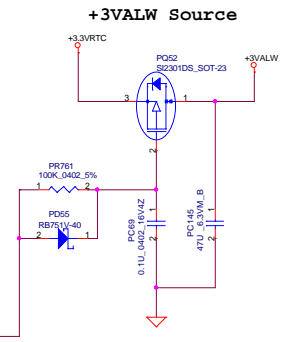 +3VALW Source
+3.3VRTC
PQ52
SI2301DS_SOT-23
+3VALW
3
1
2
PR761
100K_0402_5%
1
2
PD55
RB751V-40
2
1
1
2
PC69
0.1U_0402_16V4Z
1
2
PC145
47U_6.3VM_B